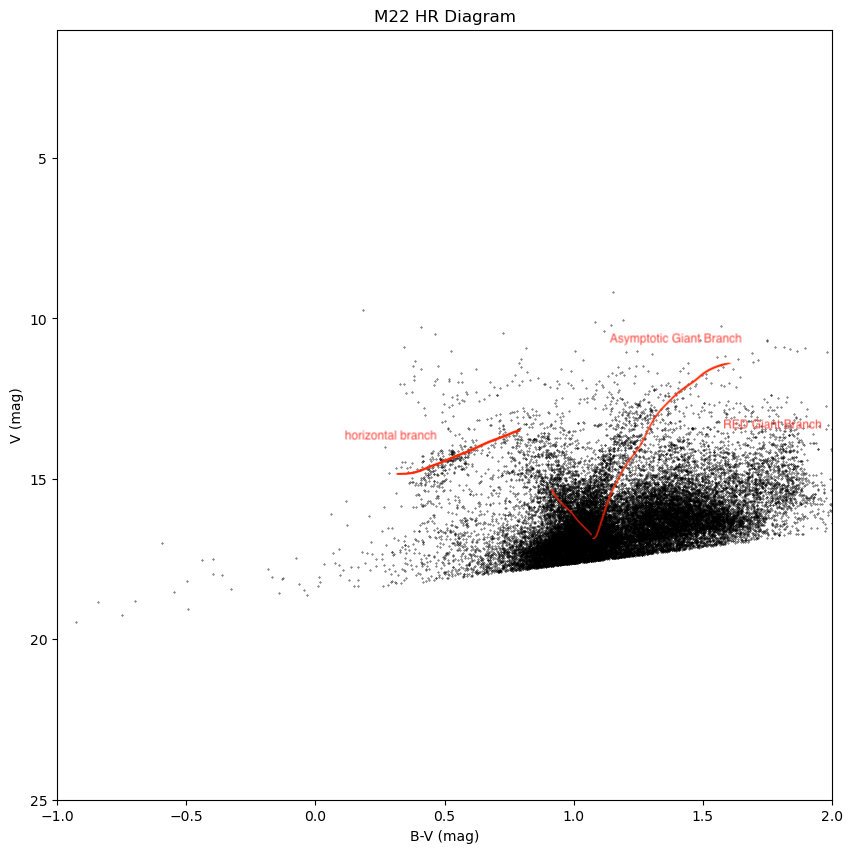 M22 HR Diagram
5
10
15
20
25
V (mag)
Asymptotic Giant Branch
RED Giant Branch
horizontal branch
-1.0 -0.5 0.0 0.5 1.0 1.5 2.0
B-V (mag)